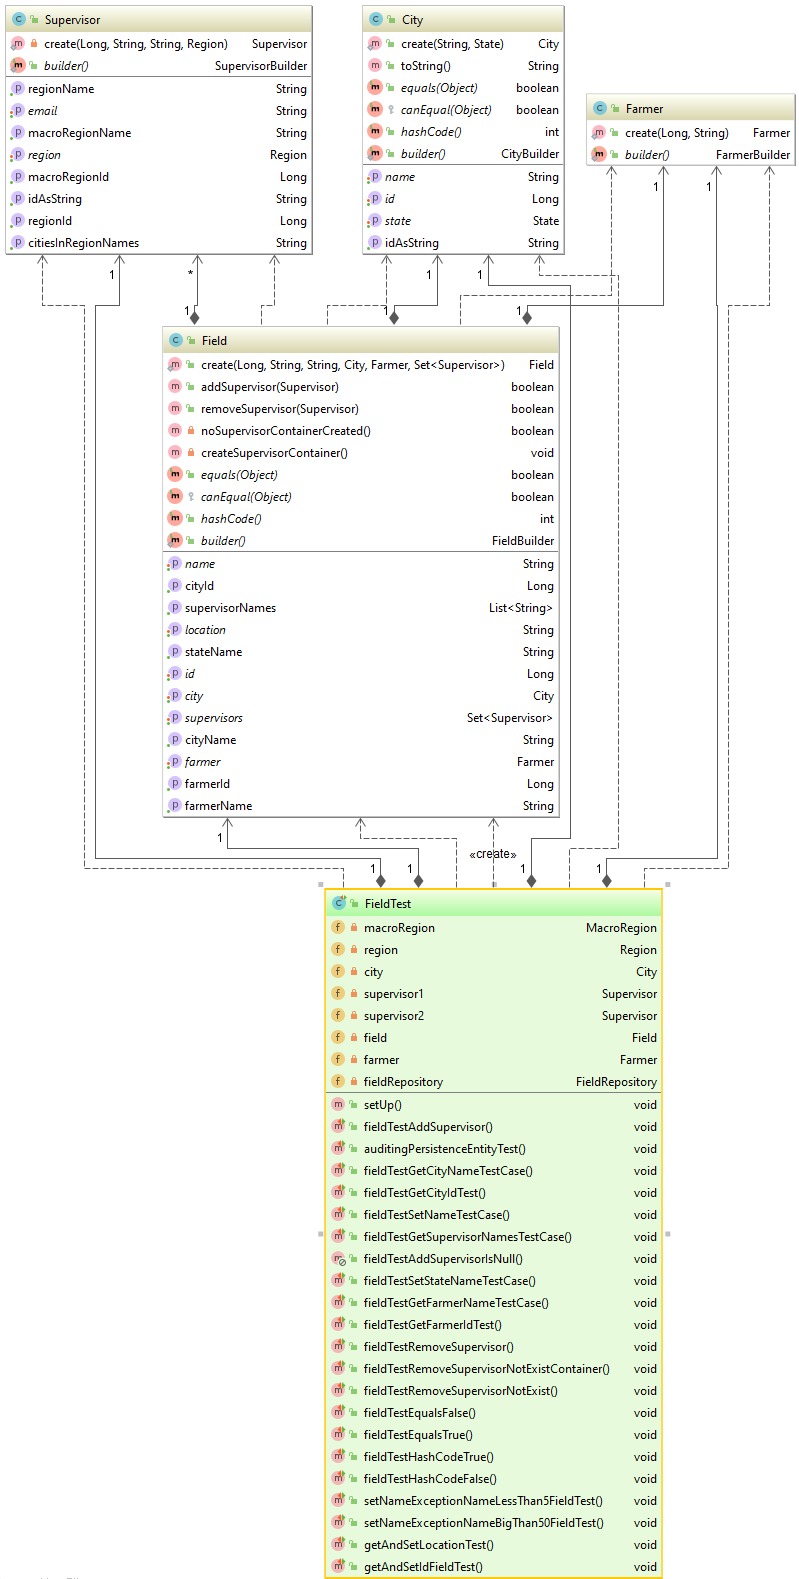 Supervisor
create(Long, String, String, Region) Supervisor
builder() SupervisorBuilder
regionName String
email String
macroRegionName String
region Region
macroRegionId Long
idAsString String
regionId Long
citiesInRegionNames String
City
create(String, State) City
toString() String
equals(Object) boolean
canEqual(Object) boolean
hashCode() int
builder() CityBuilder
name String
id Long
state State
idAsString String
Farmer
create(Long, String) Farmer
builder() FarmerBuilder
1 * 1 1 1 1
1 1 1
Field
create(Long, String, String, City, Farmer, Set<Supervisor>) Field
addSupervisor(Supervisor) boolean
removeSupervisor(Supervisor) boolean
noSupervisorContainerCreated() boolean
createSupervisorContainer() void
equals(Object) boolean
canEqual(Object) boolean
hashCode() int
builder() FieldBuilder
name String
cityId Long
supervisorNames List<String>
location String
stateName String
id Long
city City
supervisors Set<Supervisor>
cityName String
farmer Farmer
farmerId Long
farmerName String
1
«create»
1 1 1 1
FieldTest
macroRegion MacroRegion
region Region
city City
supervisor1 Supervisor
supervisor2 Supervisor
field Field
farmer Farmer
fieldRepository FieldRepository
setUp() void
fieldTestAddSupervisor() void
auditingPersistenceEntityTest() void
fieldTestGetCityNameTestCase() void
fieldTestGetCityIdTest() void
fieldTestSetNameTestCase() void
fieldTestGetSupervisorNamesTestCase() void
fieldTestAddSupervisorIsNull() void
fieldTestSetStateNameTestCase() void
fieldTestGetFarmerNameTestCase() void
fieldTestGetFarmerIdTest() void
fieldTestRemoveSupervisor() void
fieldTestRemoveSupervisorNotExistContainer() void
fieldTestRemoveSupervisorNotExist() void
fieldTestEqualsFalse() void
fieldTestEqualsTrue() void
fieldTestHashCodeTrue() void
fieldTestHashCodeFalse() void
setNameExceptionNameLessThan5FieldTest() void
setNameExceptionNameBigThan50FieldTest() void
getAndSetLocationTest() void
getAndSetIdFieldTest() void